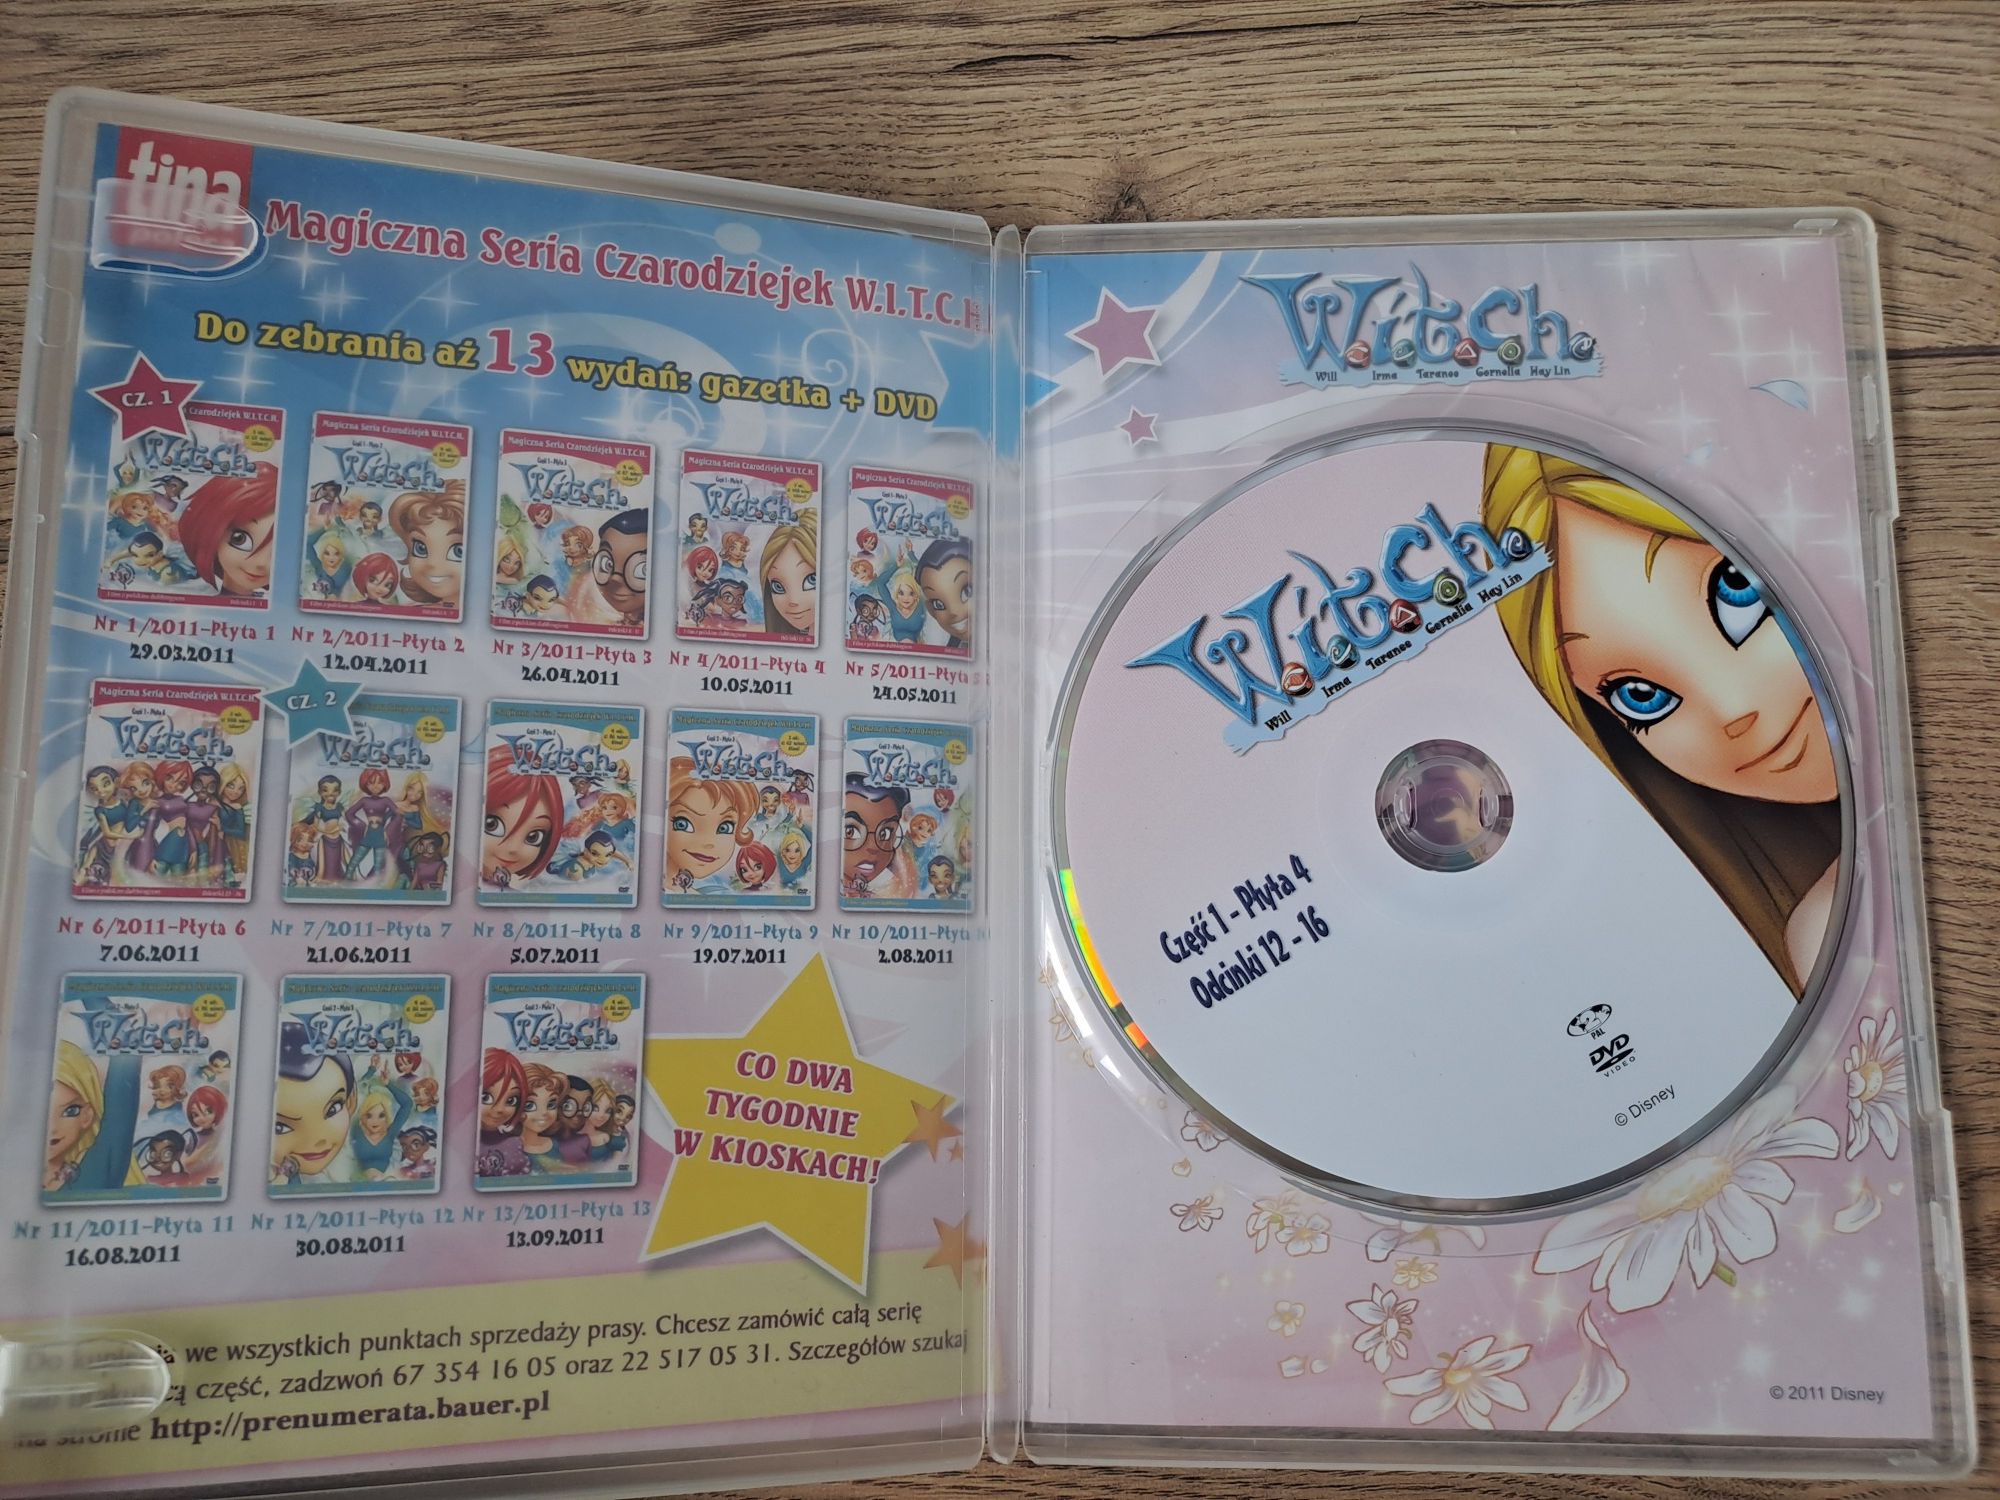 tina
Magiczna Seria Czarodziejek W.I.T.C.H
Do zebrania aż 13 wydań: gazetka + DVD
CZ. 1
Nr 1/2011-Płyta 1
29.03.2011
Nr 2/2011-Płyta 2
12.04.2011
Nr 3/2011-Płyta 3
26.04.2011
Nr 4/2011-Płyta 4
10.05.2011
Nr 5/2011-Płyta 5
24.05.2011
CZ. 2
Nr 6/2011-Płyta 6
7.06.2011
Nr 7/2011-Płyta 7
21.06.2011
Nr 8/2011-Płyta 8
5.07.2011
Nr 9/2011-Płyta 9
19.07.2011
Nr 10/2011-Płyta
2.08.2011
Nr 11/2011-Płyta 11
16.08.2011
Nr 12/2011-Płyta 12
30.08.2011
Nr 13/2011-Płyta 13
13.09.2011
CO DWA
TYGODNIE
W KIOSKACH!
we wszystkich punktach sprzedaży prasy. Chcesz zamówić całą serię
część, zadzwoń 67 354 16 05 oraz 22 517 05 31. Szczegółów szukaj
na stronie http://prenumerata.bauer.pl
W.i.t.c.h.
Will Irma Taranee Cornelia Hay Lin
W.i.t.c.h.
Will Irma Taranee Cornelia Hay Lin
Część 1 - Płyta 4
Odcinki 12 - 16
2
PAL
DVD
VIDEO
© Disney
© 2011 Disney